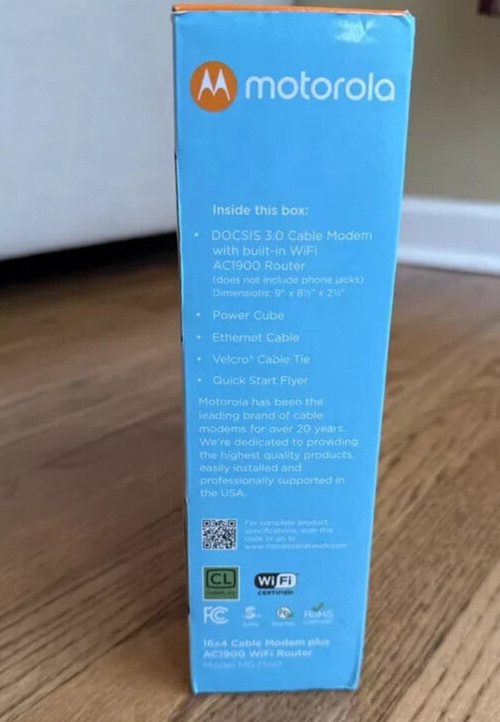 motorola
Inside this box:
• DOCSIS 3.0 Cable Modem
with built-in WiFi
AC1900 Router
(does not include phone jacks)
Dimensions: 9" x 8½" x 2½"
• Power Cube
• Ethernet Cable
• Velcro® Cable Tie
• Quick Start Flyer
Motorola has been the
leading brand of cable
modems for over 20 years.
We're dedicated to providing
the highest quality products,
easily installed and
professionally supported in
the USA.
For complete product
specifications, scan this
code or go to
CL
Wi Fi
CERTIFIED
FC
RoHS
16x4 Cable Modem plus
AC1900 WiFi Router
Model